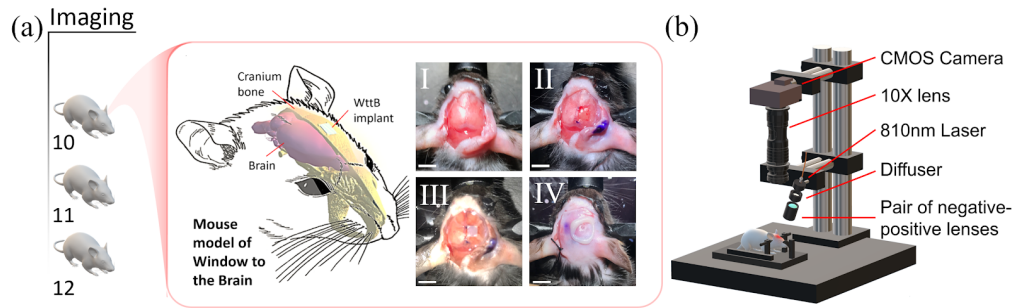 (a)
Imaging
10
11
12
Cranium
bone
WttB
implant
Brain
Mouse
model of
Window to
the Brain
I
II
III
IV
(b)
CMOS Camera
10X lens
810nm Laser
Diffuser
Pair of negative-
positive lenses